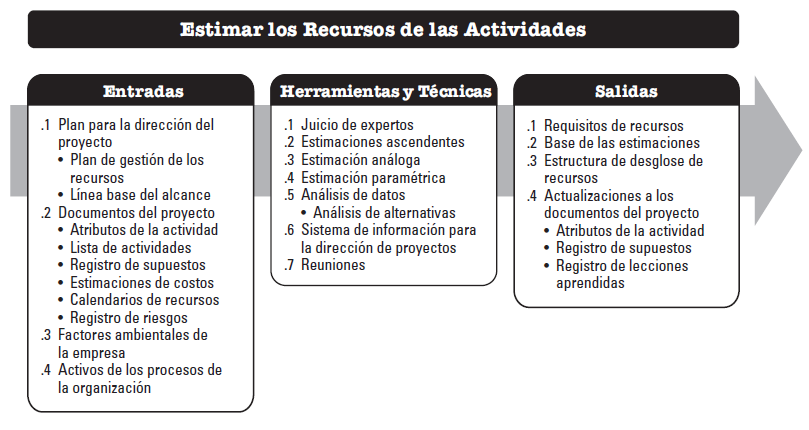 Estimar los Recursos de las Actividades
Entradas
.1 Plan para la dirección del
proyecto
• Plan de gestión de los
recursos
• Línea base del alcance
.2 Documentos del proyecto
• Atributos de la actividad
• Lista de actividades
• Registro de supuestos
• Estimaciones de costos
• Calendarios de recursos
• Registro de riesgos
.3 Factores ambientales de
la empresa
.4 Activos de los procesos de
la organización
Herramientas y Técnicas
.1 Juicio de expertos
.2 Estimaciones ascendentes
.3 Estimación análoga
.4 Estimación paramétrica
.5 Análisis de datos
• Análisis de alternativas
.6 Sistema de información para
la dirección de proyectos
.7 Reuniones
Salidas
.1 Requisitos de recursos
.2 Base de las estimaciones
.3 Estructura de desglose de
recursos
.4 Actualizaciones a los
documentos del proyecto
• Atributos de la actividad
• Registro de supuestos
• Registro de lecciones
aprendidas